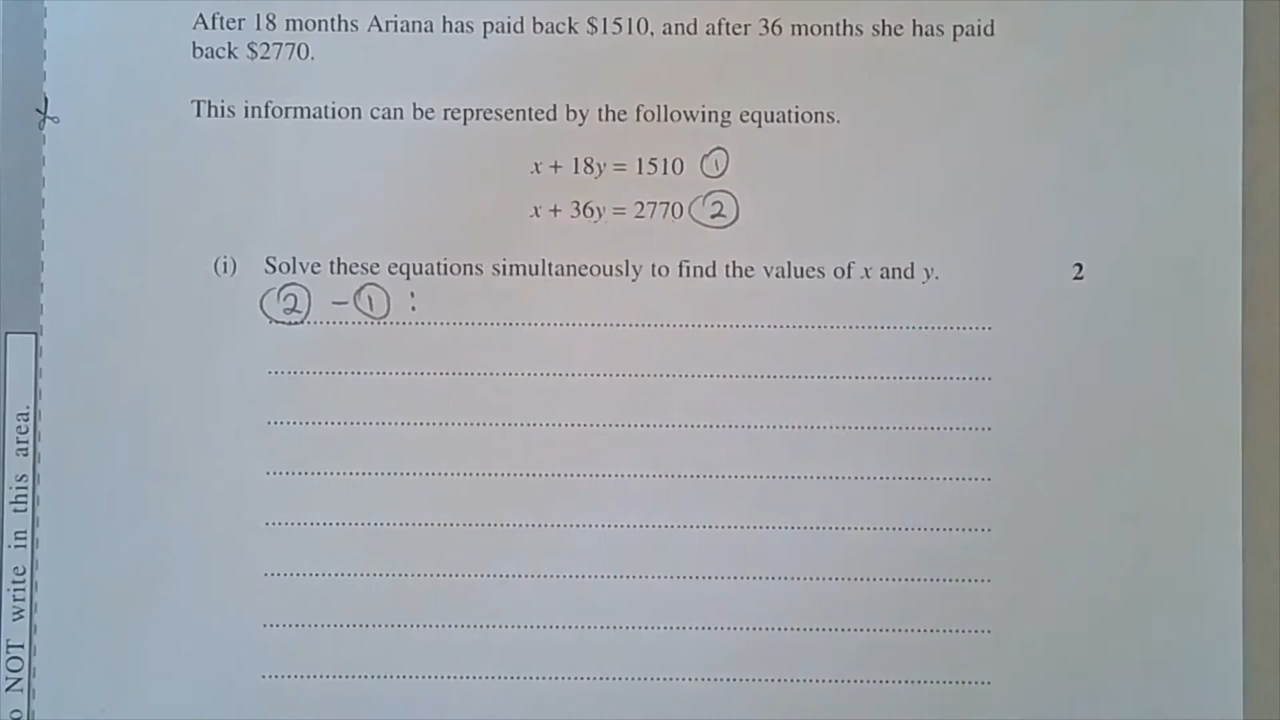 After 18 months Ariana has paid back $1510, and after 36 months she has paid
back $2770.
This information can be represented by the following equations.
x + 18y = 1510 ①
x + 36y = 2770 ②
(i) Solve these equations simultaneously to find the values of x and y. 2
② - ① :
NOT write in this area.